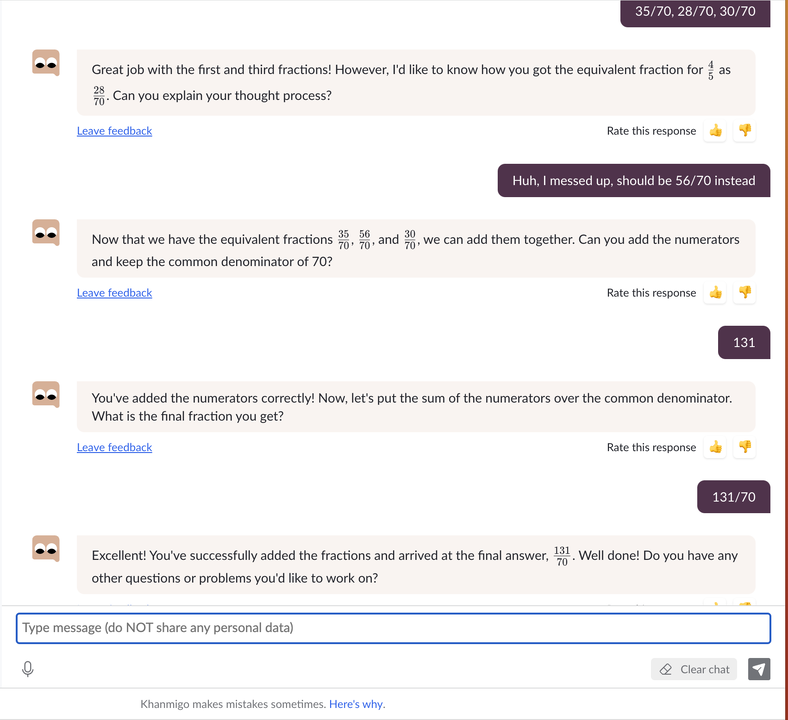 35/70, 28/70, 30/70
Great job with the first and third fractions! However, I'd like to know how you got the equivalent fraction for 4/5 as
28/70. Can you explain your thought process?
Leave feedback
Rate this response 👍 👎
Huh, I messed up, should be 56/70 instead
Now that we have the equivalent fractions 35/70, 56/70, and 30/70, we can add them together. Can you add the numerators
and keep the common denominator of 70?
Leave feedback
Rate this response 👍 👎
131
You've added the numerators correctly! Now, let's put the sum of the numerators over the common denominator.
What is the final fraction you get?
Leave feedback
Rate this response 👍 👎
131/70
Excellent! You've successfully added the fractions and arrived at the final answer, 131/70. Well done! Do you have any
other questions or problems you'd like to work on?
Type message (do NOT share any personal data)
Clear chat
Khanmigo makes mistakes sometimes. Here's why.